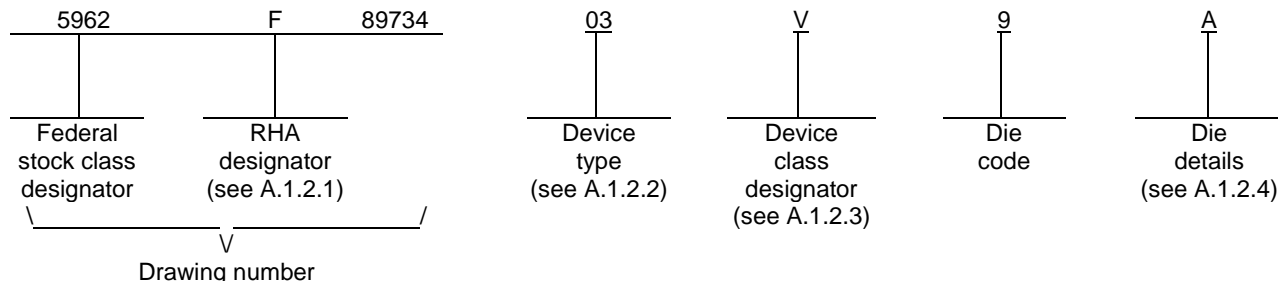 5962 F 89734 03 V 9 A
Federal RHA Device Device Die Die
stock class designator type class code details
designator (see A.1.2.1) (see A.1.2.2) designator (see A.1.2.4)
(see A.1.2.3)
\ /
\/
Drawing number